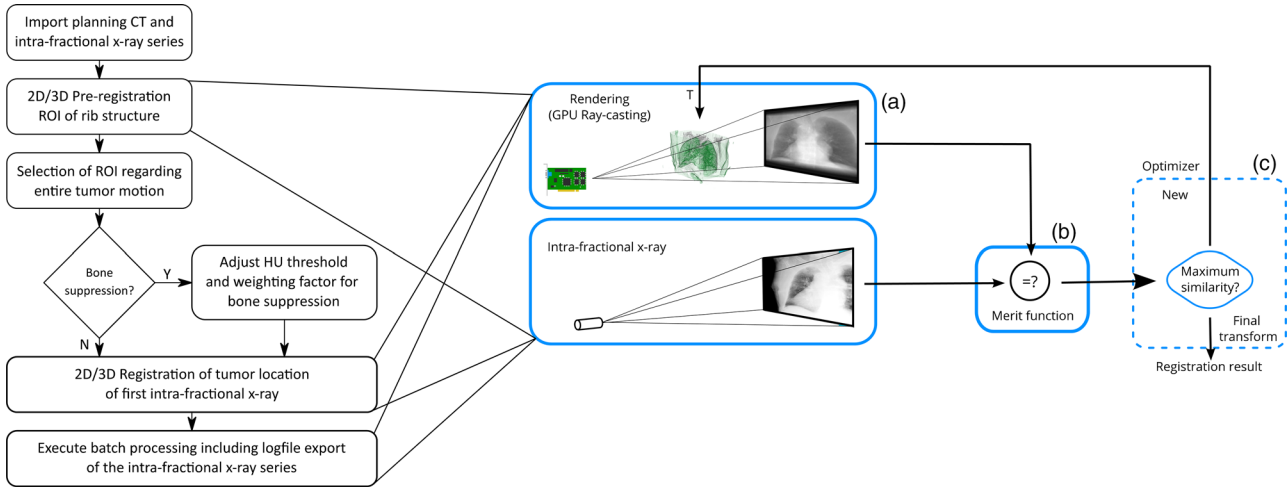 Import planning CT and
intra-fractional x-ray series
2D/3D Pre-registration
ROI of rib structure
Selection of ROI regarding
entire tumor motion
Bone
suppression?
Y
N
Adjust HU threshold
and weighting factor for
bone suppression
2D/3D Registration of tumor location
of first intra-fractional x-ray
Execute batch processing including logfile export
of the intra-fractional x-ray series
Rendering
(GPU Ray-casting)
T
(a)
Intra-fractional x-ray
(b)
=?
Merit function
Optimizer
(c)
New
Maximum
similarity?
Final
transform
Registration result